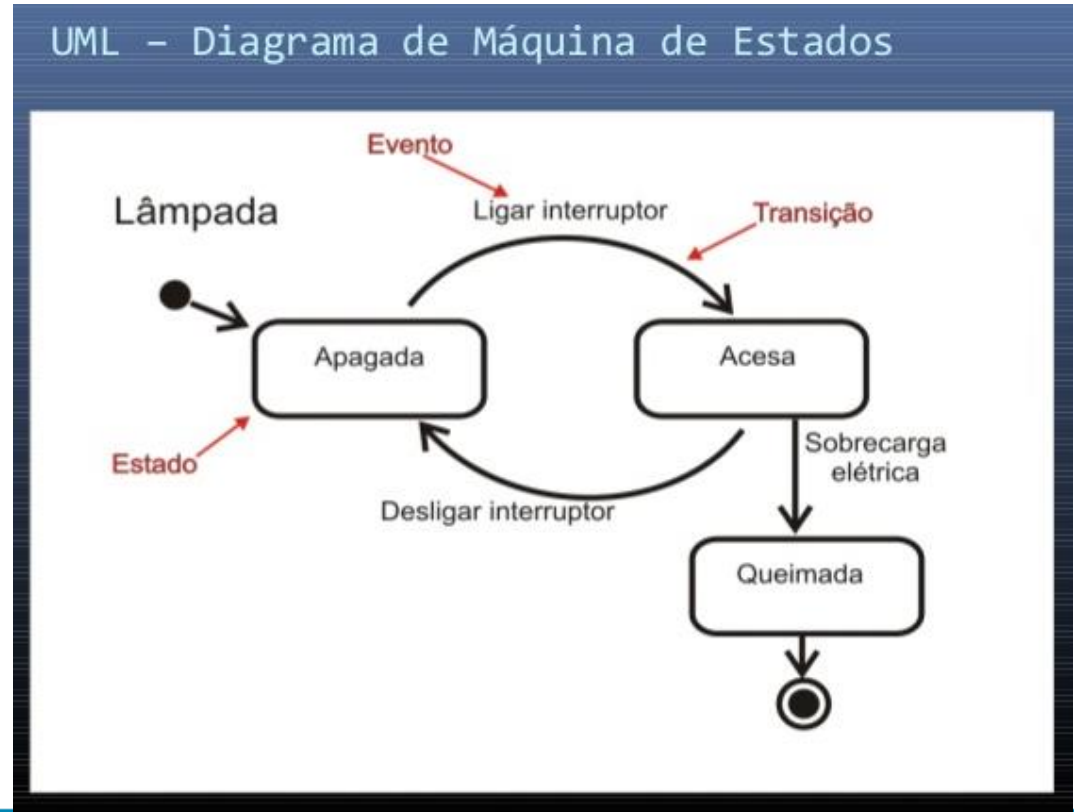 UML – Diagrama de Máquina de Estados
Evento
Lâmpada
Ligar interruptor
Transição
Apagada
Acesa
Estado
Sobrecarga
elétrica
Desligar interruptor
Queimada